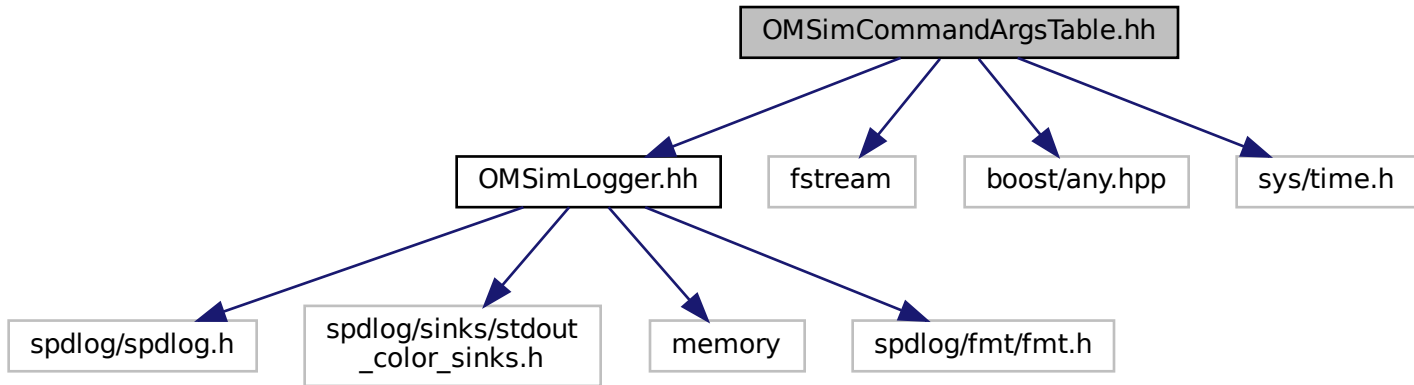 OMSimCommandArgsTable.hh
OMSimLogger.hh
fstream
boost/any.hpp
sys/time.h
spdlog/spdlog.h
spdlog/sinks/stdout
_color_sinks.h
memory
spdlog/fmt/fmt.h